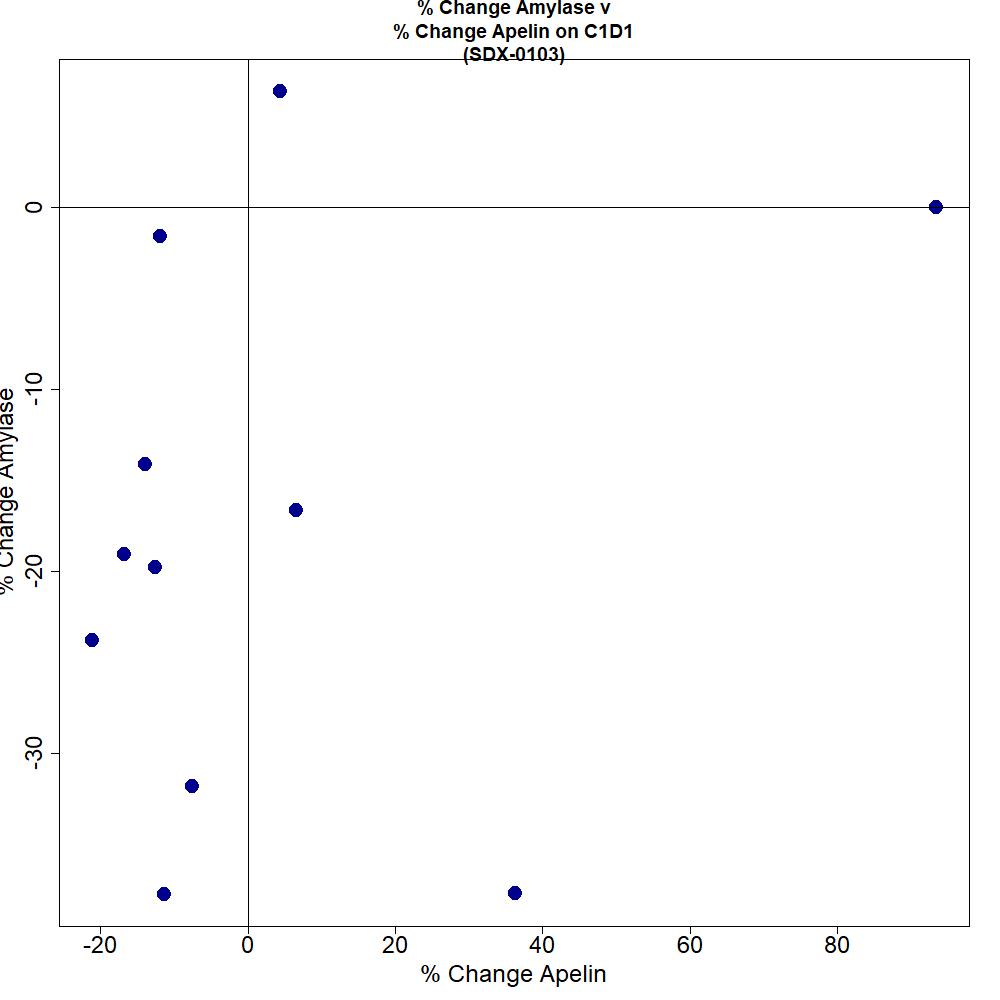 % Change Amylase v
% Change Apelin on C1D1
(SDX-0103)
% Change Amylase
0
-10
-20
-30
-20
0
20
40
60
80
% Change Apelin